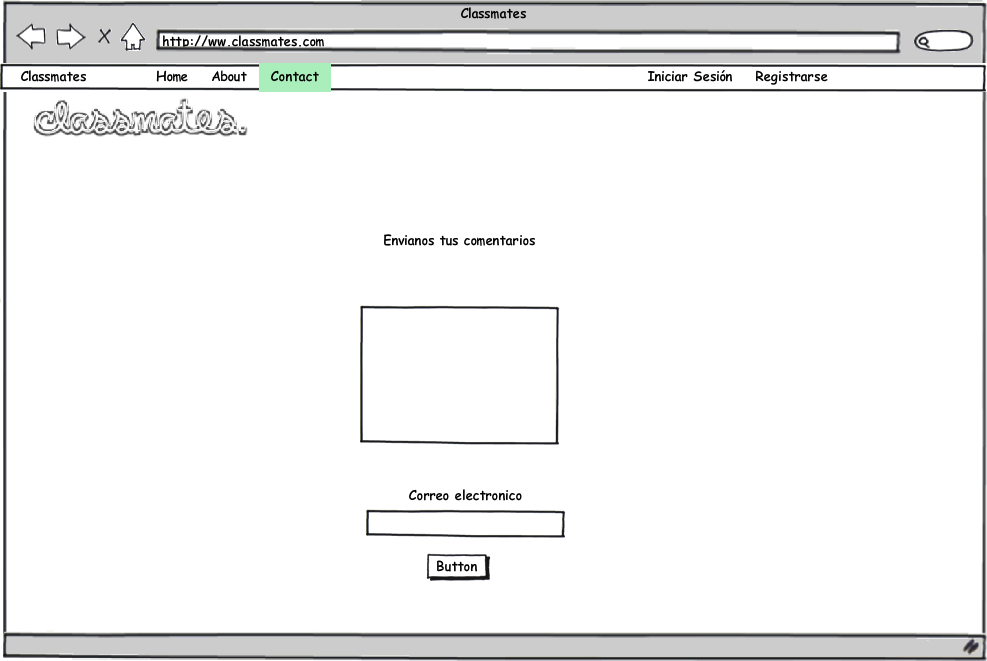 Classmates
http://ww.classmates.com
Classmates Home About Contact Iniciar Sesión Registrarse
classmates.
Envianos tus comentarios
Correo electronico
Button